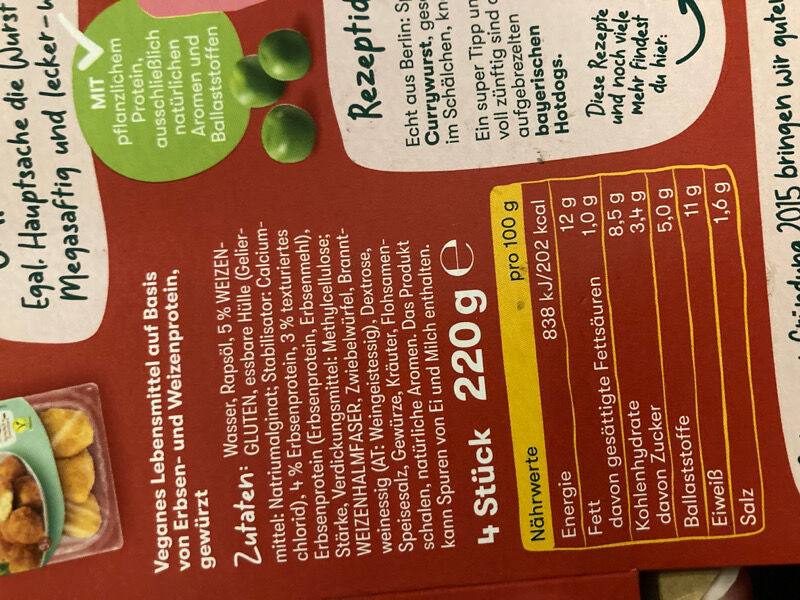 Egal. Hauptsache die Wurst
Megasaftig und lecker-
MIT
pflanzlichem
Protein,
ausschließlich
natürlichen
Aromen und
Ballaststoffen
Echt aus Berlin:
Currywurst,
im Schälchen,
Ein super Tipp
voll zünftig sind
aufgebrezelten
bayerischen
Hotdogs.
Diese Rezepte
und noch viele
mehr findest
du hier:
Veganes Lebensmittel auf Basis
von Erbsen- und Weizenprotein,
gewürzt
Zutaten: Wasser, Rapsöl, 5 % WEIZEN-
GLUTEN, essbare Hülle (Gelier-
mittel: Natriumalginat; Stabilisator: Calcium-
chlorid), 4 % Erbsenprotein, 3 % texturiertes
Erbsenprotein (Erbsenprotein, Erbsenmehl),
Stärke, Verdickungsmittel: Methylcellulose;
WEIZENHALMFASER, Zwiebelwürfel, Brannt-
weinessig (AT: Weingeistessig), Dextrose,
Speisesalz, Gewürze, Kräuter, Flohsamen-
schalen, natürliche Aromen. Das Produkt
kann Spuren von Ei und Milch enthalten.
4 Stück 220 g ℮
Nährwerte pro 100 g
Energie 838 kJ/202 kcal
Fett 12 g
davon gesättigte Fettsäuren 1,0 g
Kohlenhydrate 8,5 g
davon Zucker 3,4 g
Ballaststoffe 5,0 g
Eiweiß 11 g
Salz 1,6 g
2015 bringen wir